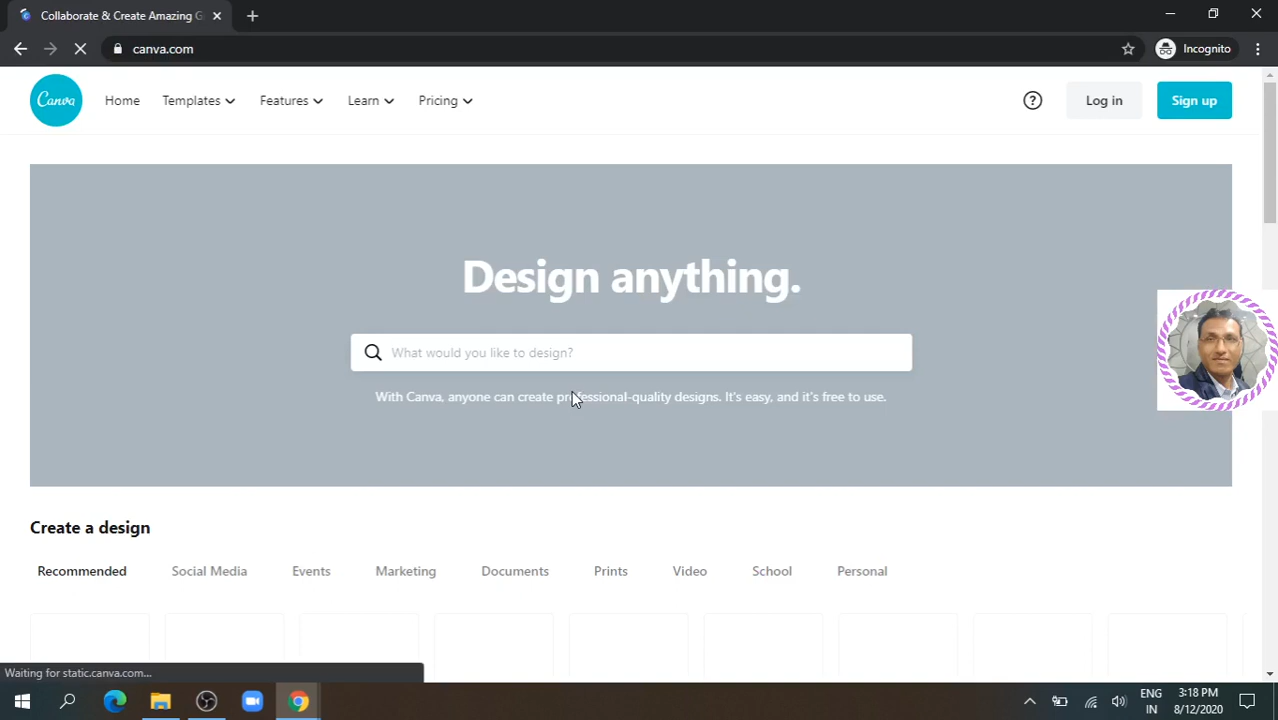 Collaborate & Create Amazing G
canva.com
Incognito
Canva
Home
Templates
Features
Learn
Pricing
?
Log in
Sign up
Design anything.
What would you like to design?
With Canva, anyone can create professional-quality designs. It's easy, and it's free to use.
Create a design
Recommended
Social Media
Events
Marketing
Documents
Prints
Video
School
Personal
Waiting for static.canva.com...
ENG
IN
3:18 PM
8/12/2020